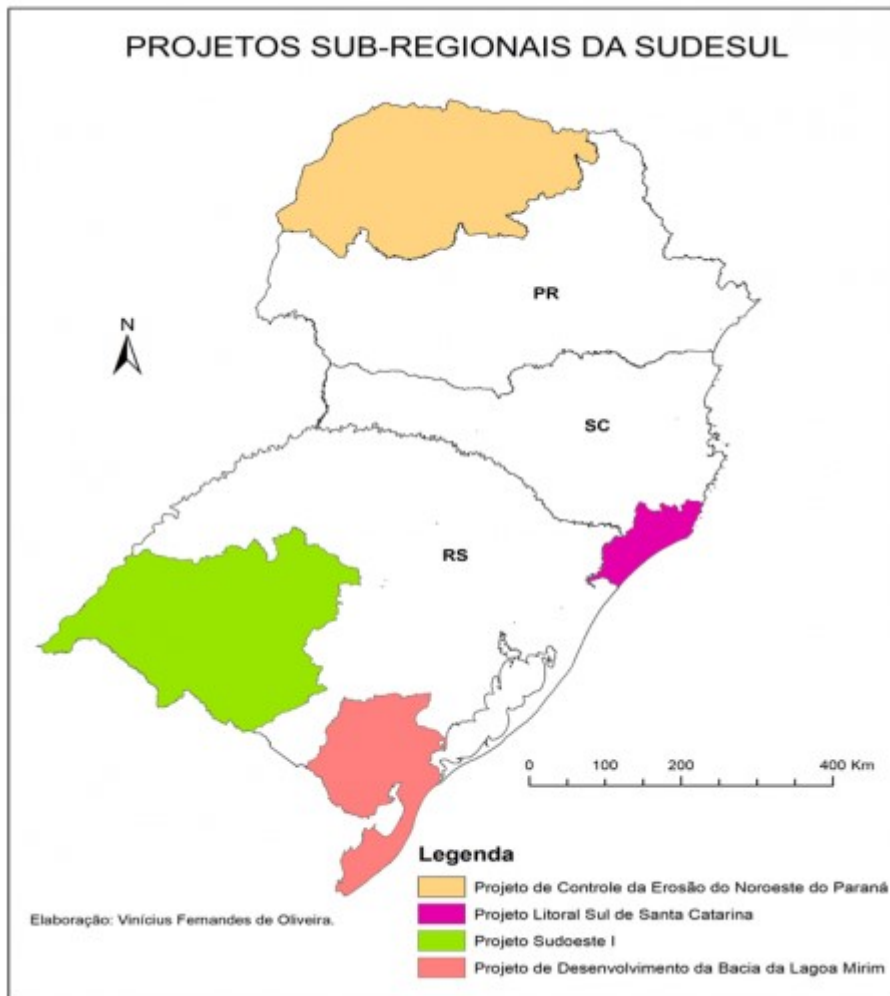 PROJETOS SUB-REGIONAIS DA SUDESUL
PR
N
SC
RS
0 100 200 400 Km
Legenda
Projeto de Controle da Erosão do Noroeste do Paraná
Projeto Litoral Sul de Santa Catarina
Projeto Sudoeste I
Projeto de Desenvolvimento da Bacia da Lagoa Mirim
Elaboração: Vinícius Fernandes de Oliveira.